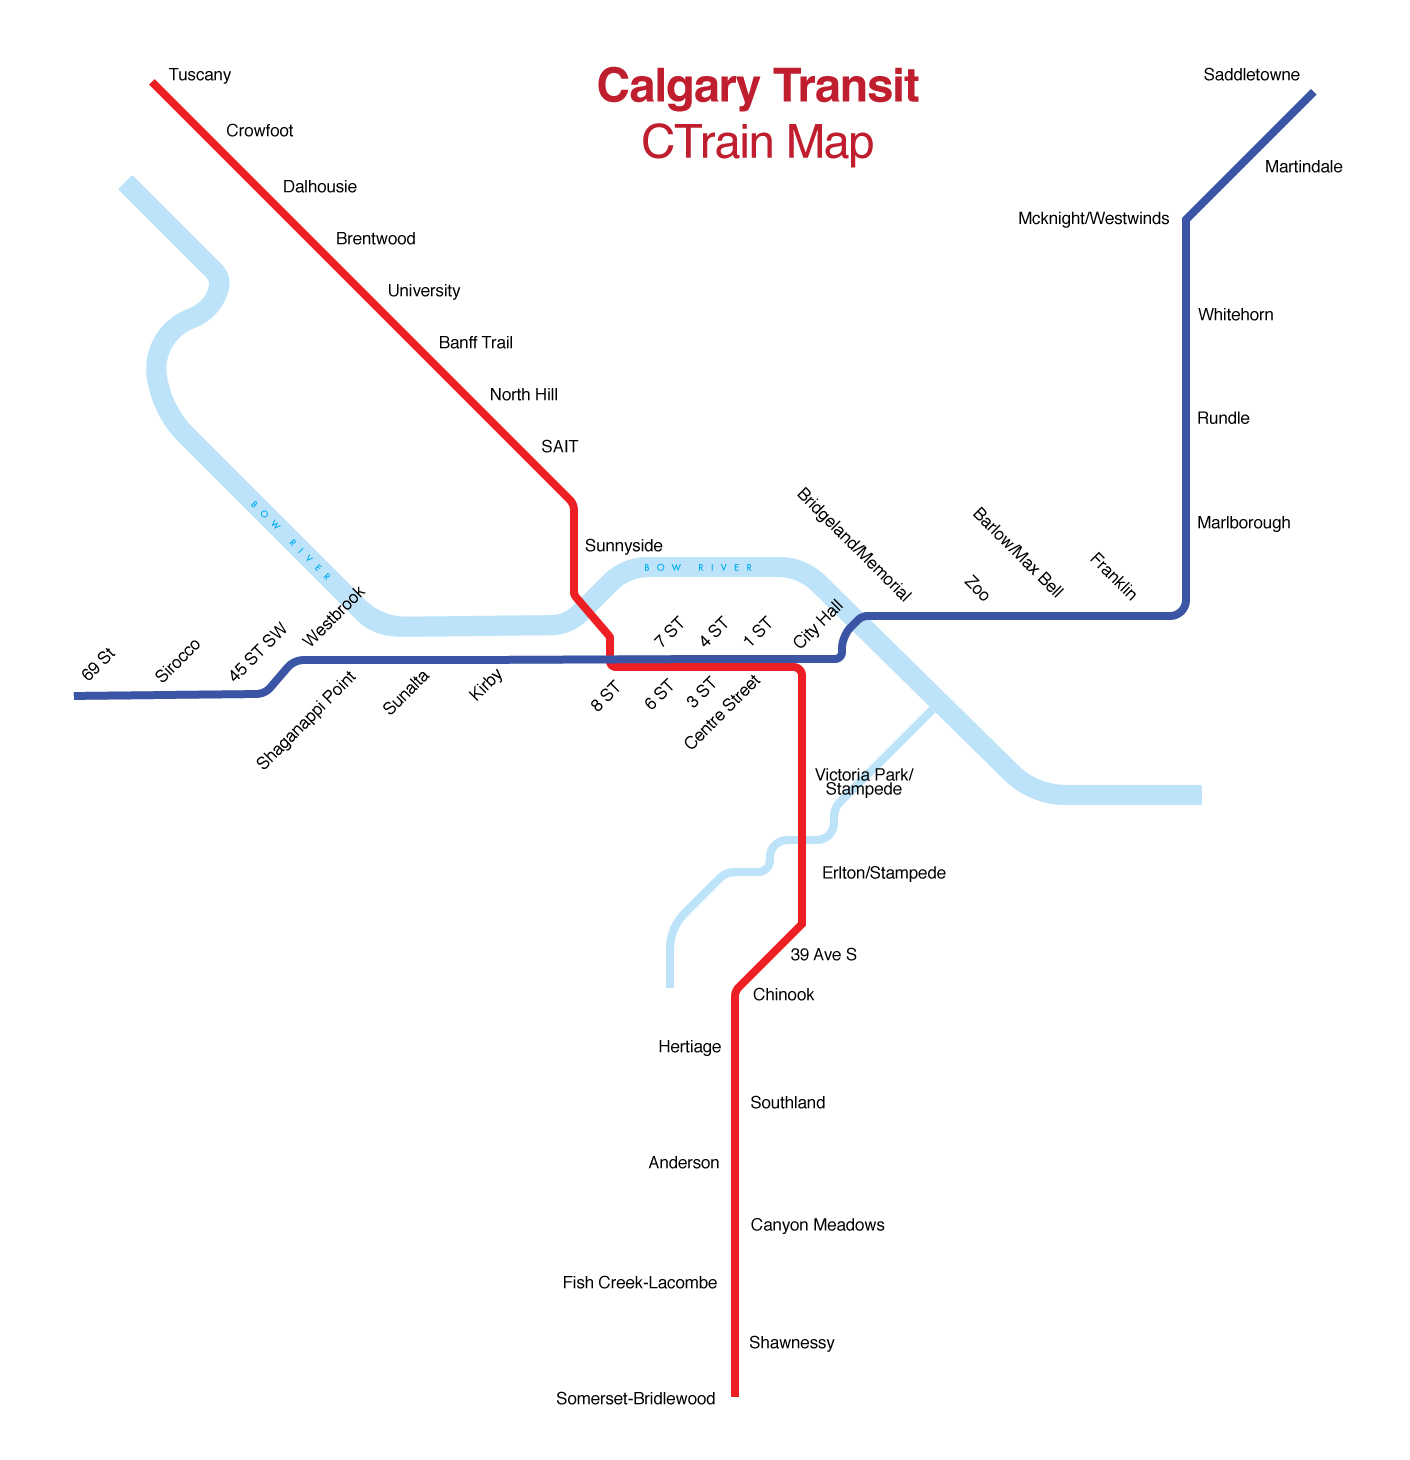 Calgary Transit
CTrain Map
Tuscany
Crowfoot
Dalhousie
Brentwood
University
Banff Trail
North Hill
SAIT
Sunnyside
Saddletowne
Martindale
Mcknight/Westwinds
Whitehorn
Rundle
Marlborough
Franklin
Barlow/Max Bell
Zoo
Bridgeland/Memorial
BOW RIVER
BOW RIVER
69 St
Sirocco
45 ST SW
Westbrook
Shaganappi Point
Sunalta
Kirby
8 ST
7 ST
6 ST
4 ST
3 ST
1 ST
Centre Street
City Hall
Victoria Park/
Stampede
Erlton/Stampede
39 Ave S
Chinook
Hertiage
Southland
Anderson
Canyon Meadows
Fish Creek-Lacombe
Shawnessy
Somerset-Bridlewood